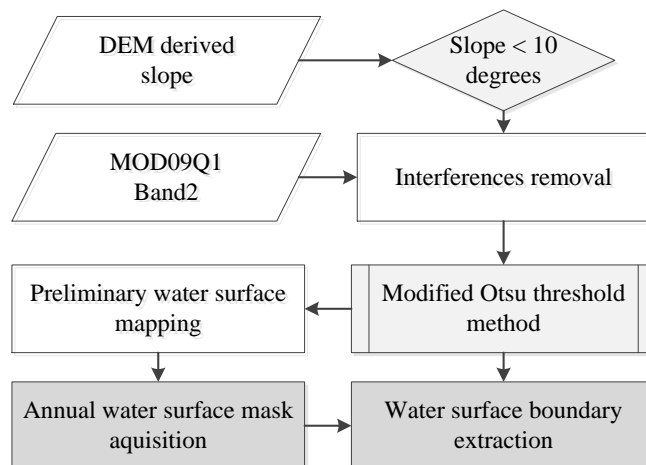 DEM derived
slope
Slope < 10
degrees
MOD09Q1
Band2
Interferences removal
Preliminary water surface
mapping
Modified Otsu threshold
method
Annual water surface mask
aquisition
Water surface boundary
extraction